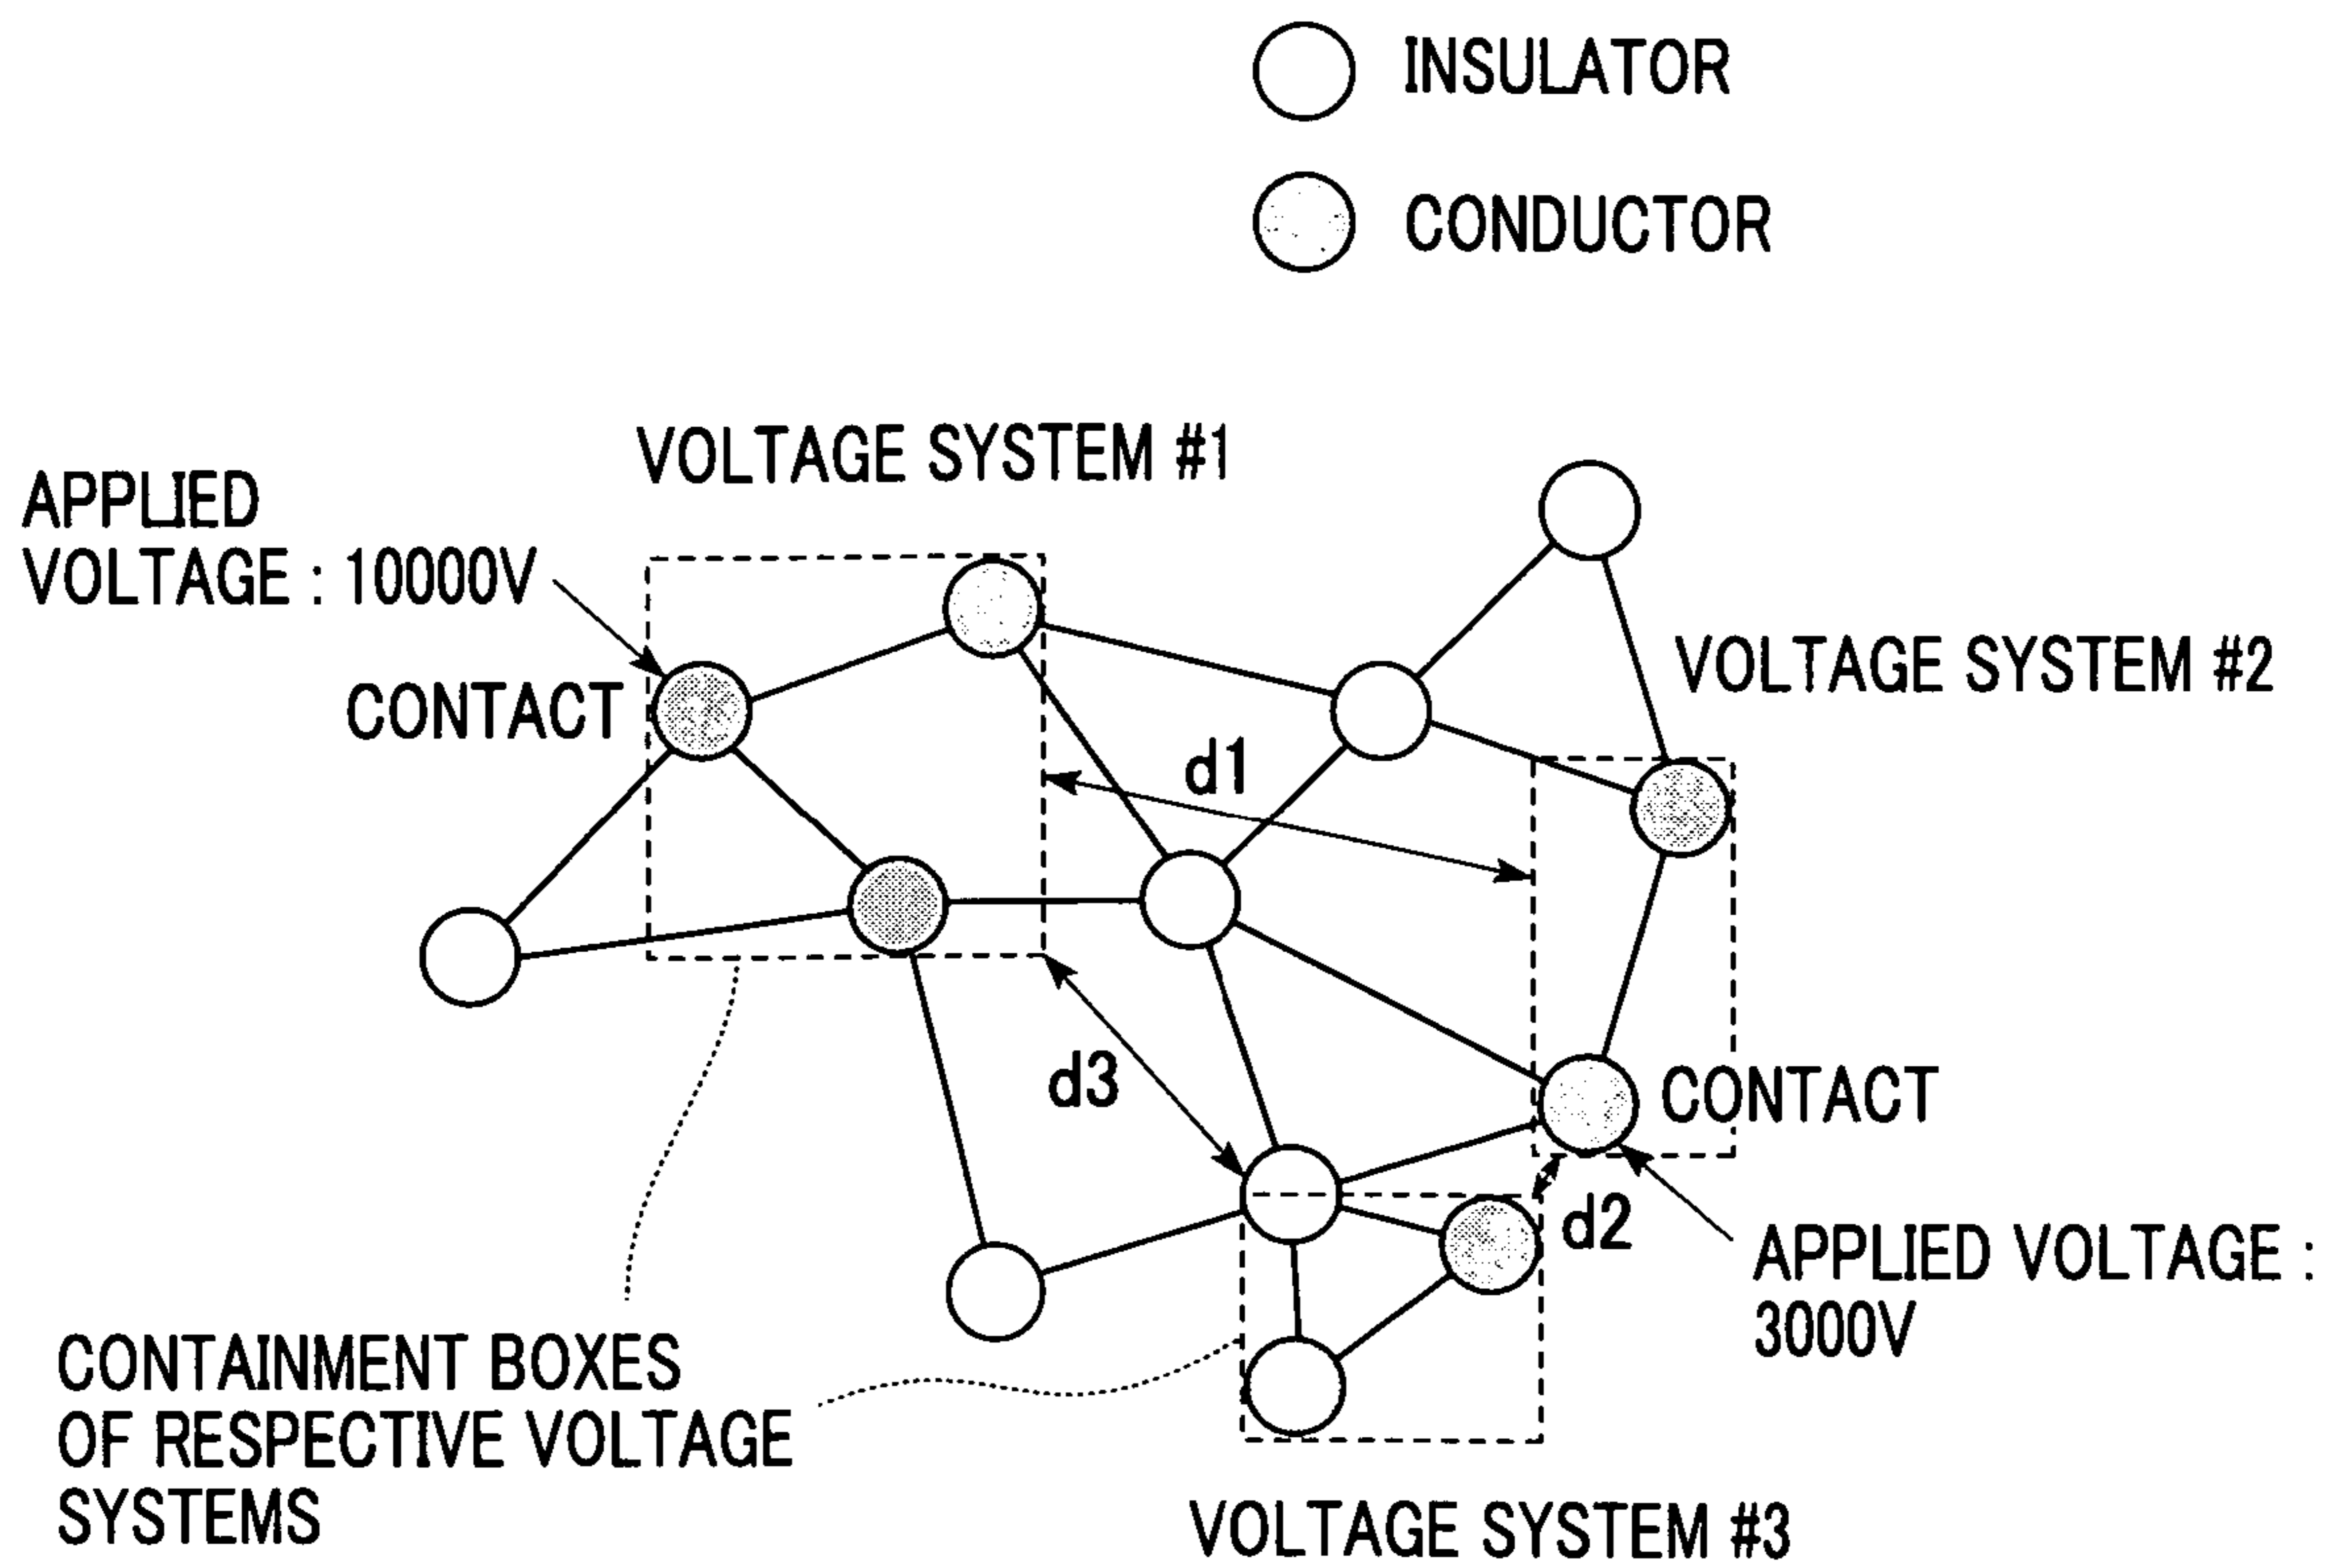 INSULATOR
CONDUCTOR
VOLTAGE SYSTEM #1
APPLIED
VOLTAGE : 10000V
CONTACT
VOLTAGE SYSTEM #2
d1
d3
CONTACT
d2
APPLIED VOLTAGE :
3000V
CONTAINMENT BOXES
OF RESPECTIVE VOLTAGE
SYSTEMS
VOLTAGE SYSTEM #3